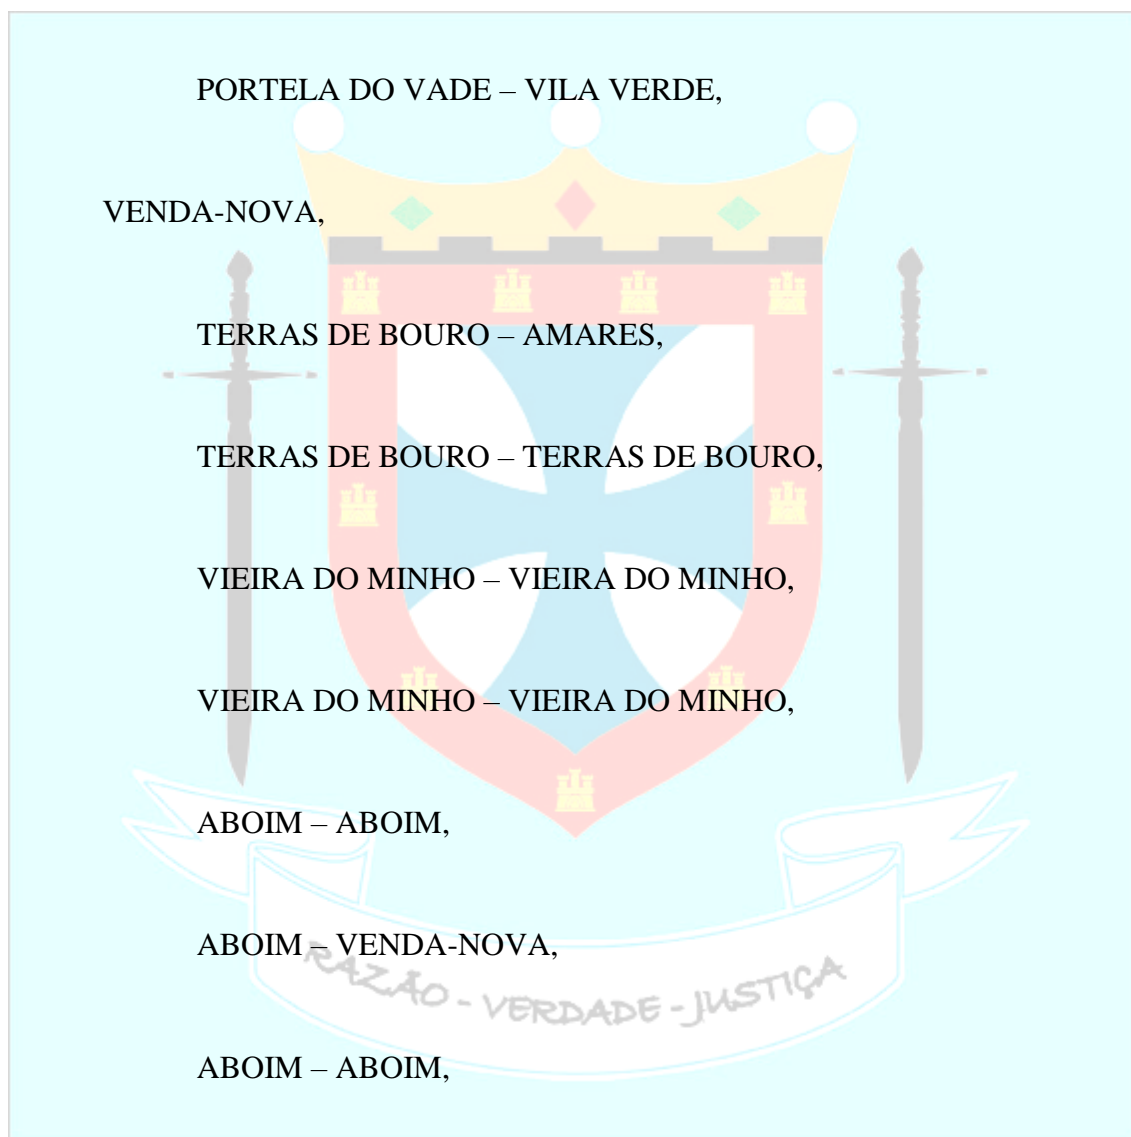 PORTELA DO VADE – VILA VERDE,
VENDA-NOVA,
TERRAS DE BOURO – AMARES,
TERRAS DE BOURO – TERRAS DE BOURO,
VIEIRA DO MINHO – VIEIRA DO MINHO,
VIEIRA DO MINHO – VIEIRA DO MINHO,
ABOIM – ABOIM,
ABOIM – VENDA-NOVA,
RAZÃO - VERDADE - JUSTIÇA
ABOIM – ABOIM,